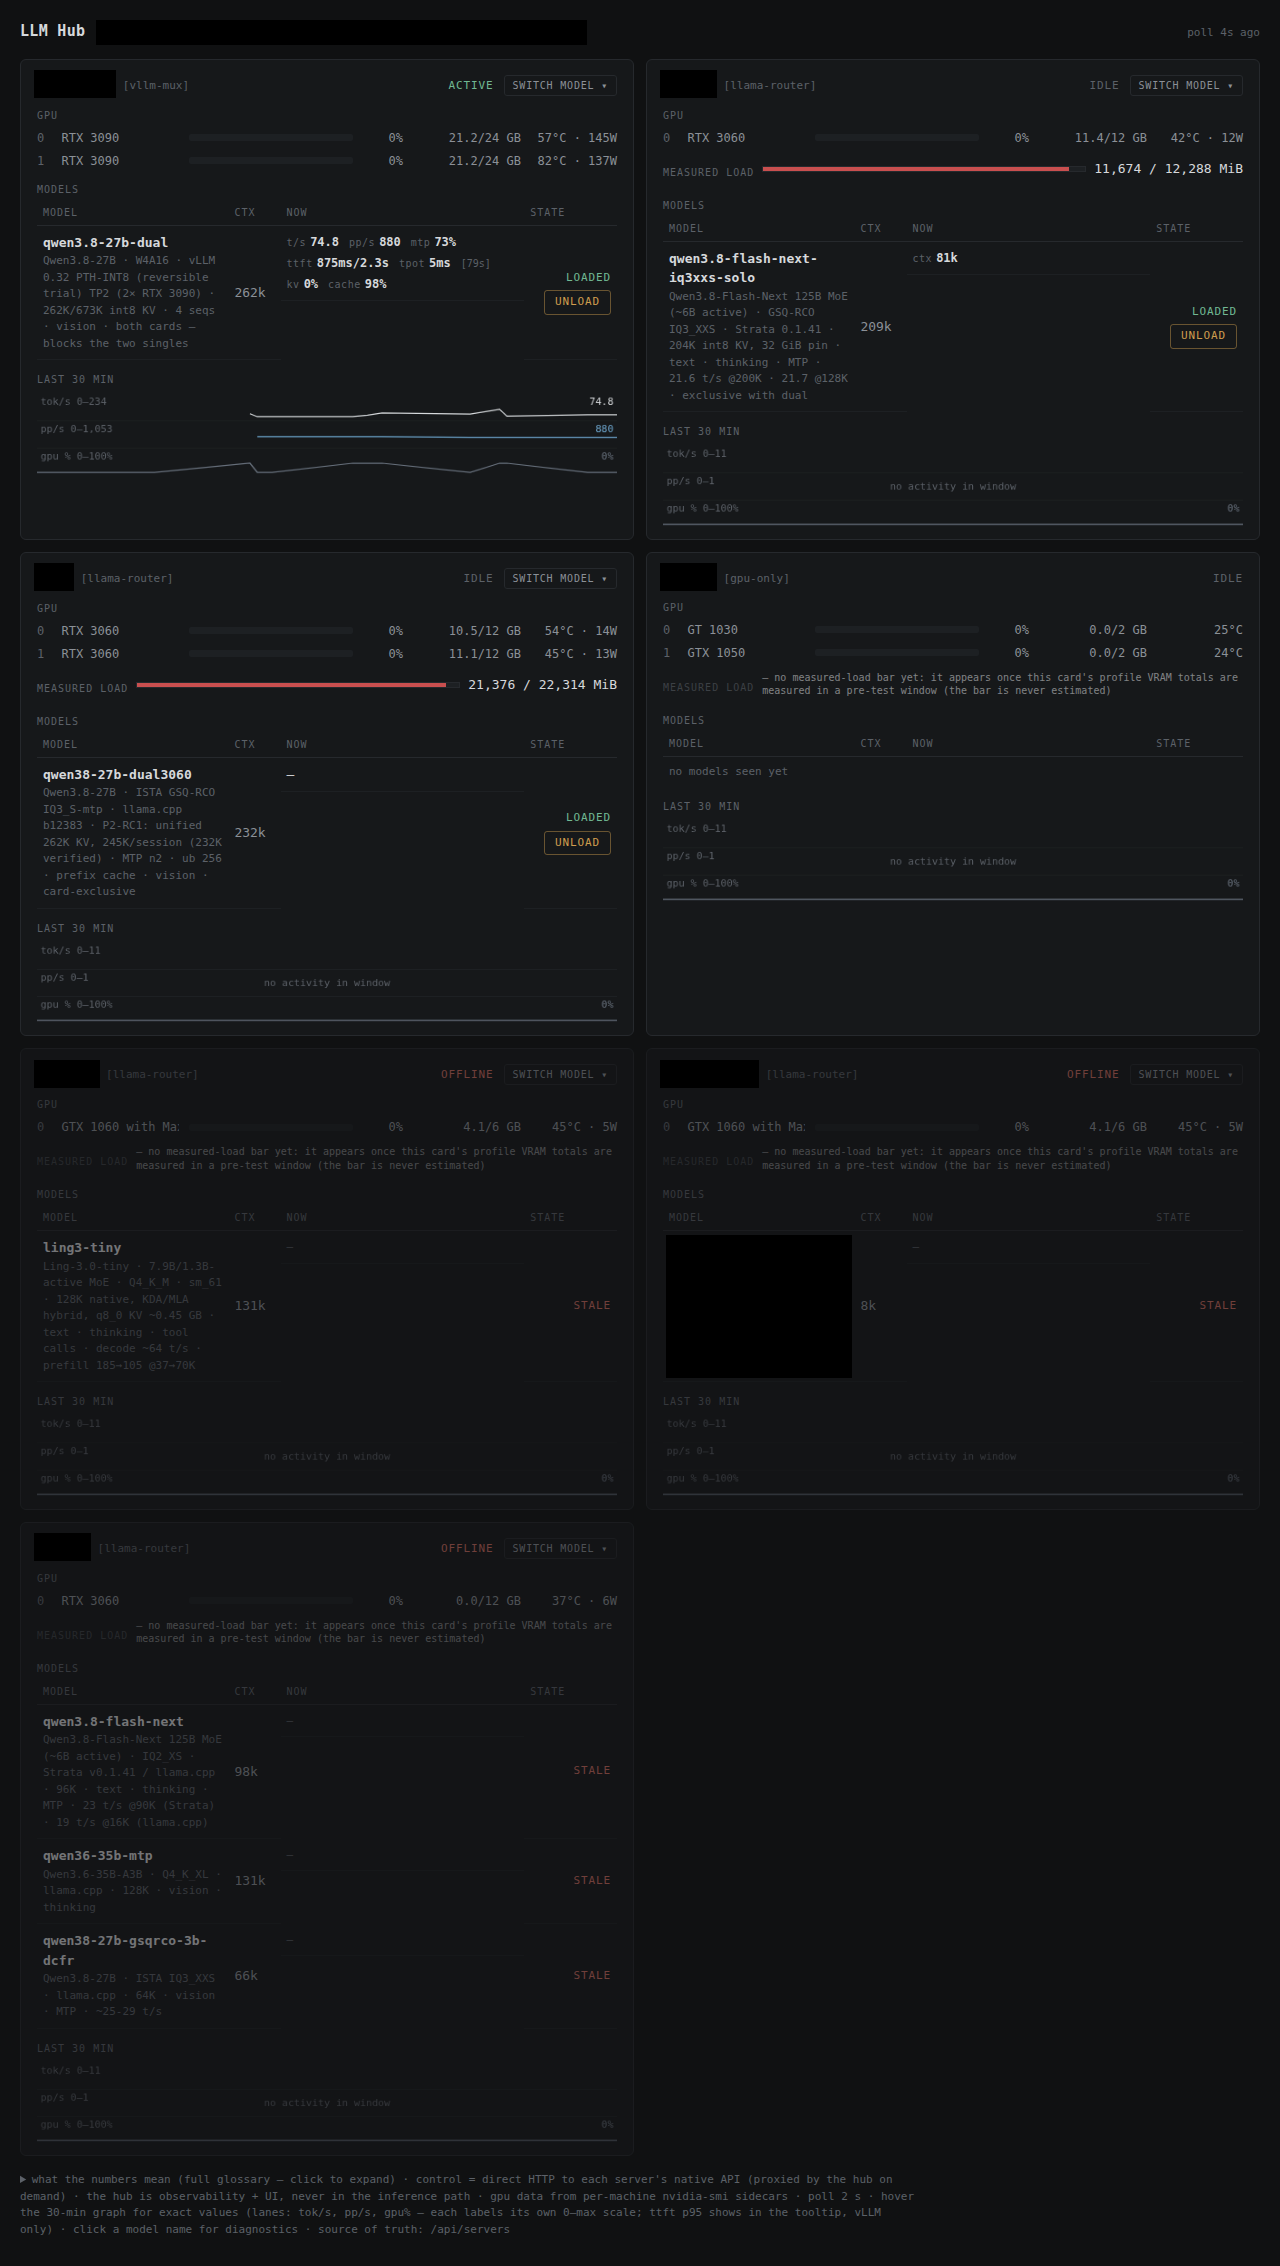 LLM Hub
poll 4s ago
[vllm-mux] ACTIVE SWITCH MODEL ▾
GPU
0 RTX 3090 0% 21.2/24 GB 57°C · 145W
1 RTX 3090 0% 21.2/24 GB 82°C · 137W
MODELS
MODEL CTX NOW STATE
qwen3.8-27b-dual
Qwen3.8-27B · W4A16 · vLLM
0.32 PTH-INT8 (reversible
trial) TP2 (2× RTX 3090) ·
262K/673K int8 KV · 4 seqs
· vision · both cards —
blocks the two singles
262k
t/s 74.8 pp/s 880 mtp 73%
ttft 875ms/2.3s tpot 5ms [79s]
kv 0% cache 98%
LOADED
UNLOAD
LAST 30 MIN
tok/s 0–234 74.8
pp/s 0–1,053 880
gpu % 0–100% 0%
[llama-router] IDLE SWITCH MODEL ▾
GPU
0 RTX 3060 0% 11.4/12 GB 42°C · 12W
MEASURED LOAD 11,674 / 12,288 MiB
MODELS
MODEL CTX NOW STATE
qwen3.8-flash-next-
iq3xxs-solo
Qwen3.8-Flash-Next 125B MoE
(~6B active) · GSQ-RCO
IQ3_XXS · Strata 0.1.41 ·
204K int8 KV, 32 GiB pin ·
text · thinking · MTP ·
21.6 t/s @200K · 21.7 @128K
· exclusive with dual
209k
ctx 81k
LOADED
UNLOAD
LAST 30 MIN
tok/s 0–11
pp/s 0–1
no activity in window
gpu % 0–100% 0%
[llama-router] IDLE SWITCH MODEL ▾
GPU
0 RTX 3060 0% 10.5/12 GB 54°C · 14W
1 RTX 3060 0% 11.1/12 GB 45°C · 13W
MEASURED LOAD 21,376 / 22,314 MiB
MODELS
MODEL CTX NOW STATE
qwen38-27b-dual3060
Qwen3.8-27B · ISTA GSQ-RCO
IQ3_S-mtp · llama.cpp
b12383 · P2-RC1: unified
262K KV, 245K/session (232K
verified) · MTP n2 · ub 256
· prefix cache · vision ·
card-exclusive
232k
—
LOADED
UNLOAD
LAST 30 MIN
tok/s 0–11
pp/s 0–1
no activity in window
gpu % 0–100% 0%
[gpu-only] IDLE
GPU
0 GT 1030 0% 0.0/2 GB 25°C
1 GTX 1050 0% 0.0/2 GB 24°C
MEASURED LOAD
— no measured-load bar yet: it appears once this card's profile VRAM totals are
measured in a pre-test window (the bar is never estimated)
MODELS
MODEL CTX NOW STATE
no models seen yet
LAST 30 MIN
tok/s 0–11
pp/s 0–1
no activity in window
gpu % 0–100% 0%
[llama-router] OFFLINE SWITCH MODEL ▾
GPU
0 GTX 1060 with Ma: 0% 4.1/6 GB 45°C · 5W
MEASURED LOAD
— no measured-load bar yet: it appears once this card's profile VRAM totals are
measured in a pre-test window (the bar is never estimated)
MODELS
MODEL CTX NOW STATE
ling3-tiny
Ling-3.0-tiny · 7.9B/1.3B-
active MoE · Q4_K_M · sm_61
· 128K native, KDA/MLA
hybrid, q8_0 KV ~0.45 GB ·
text · thinking · tool
calls · decode ~64 t/s ·
prefill 185→105 @37→70K
131k
—
STALE
LAST 30 MIN
tok/s 0–11
pp/s 0–1
no activity in window
gpu % 0–100% 0%
[llama-router] OFFLINE SWITCH MODEL ▾
GPU
0 GTX 1060 with Ma: 0% 4.1/6 GB 45°C · 5W
MEASURED LOAD
— no measured-load bar yet: it appears once this card's profile VRAM totals are
measured in a pre-test window (the bar is never estimated)
MODELS
MODEL CTX NOW STATE
8k
—
STALE
LAST 30 MIN
tok/s 0–11
pp/s 0–1
no activity in window
gpu % 0–100% 0%
[llama-router] OFFLINE SWITCH MODEL ▾
GPU
0 RTX 3060 0% 0.0/12 GB 37°C · 6W
MEASURED LOAD
— no measured-load bar yet: it appears once this card's profile VRAM totals are
measured in a pre-test window (the bar is never estimated)
MODELS
MODEL CTX NOW STATE
qwen3.8-flash-next
Qwen3.8-Flash-Next 125B MoE
(~6B active) · IQ2_XS ·
Strata v0.1.41 / llama.cpp
· 96K · text · thinking ·
MTP · 23 t/s @90K (Strata)
· 19 t/s @16K (llama.cpp)
98k
—
STALE
qwen36-35b-mtp
Qwen3.6-35B-A3B · Q4_K_XL ·
llama.cpp · 128K · vision ·
thinking
131k
—
STALE
qwen38-27b-gsqrco-3b-
dcfr
Qwen3.8-27B · ISTA IQ3_XXS
· llama.cpp · 64K · vision
· MTP · ~25-29 t/s
66k
—
STALE
LAST 30 MIN
tok/s 0–11
pp/s 0–1
no activity in window
gpu % 0–100% 0%
▶ what the numbers mean (full glossary — click to expand) · control = direct HTTP to each server's native API (proxied by the hub on
demand) · the hub is observability + UI, never in the inference path · gpu data from per-machine nvidia-smi sidecars · poll 2 s · hover
the 30-min graph for exact values (lanes: tok/s, pp/s, gpu% — each labels its own 0–max scale; ttft p95 shows in the tooltip, vLLM
only) · click a model name for diagnostics · source of truth: /api/servers